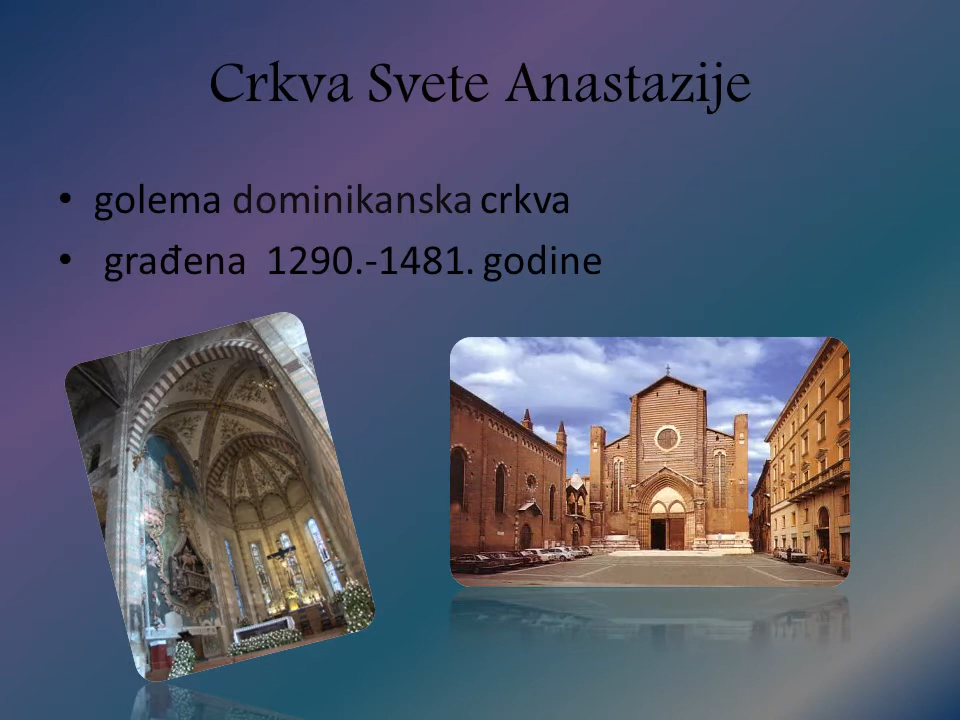 Crkva Svete Anastazije
• golema dominikanska crkva
• građena 1290.-1481. godine